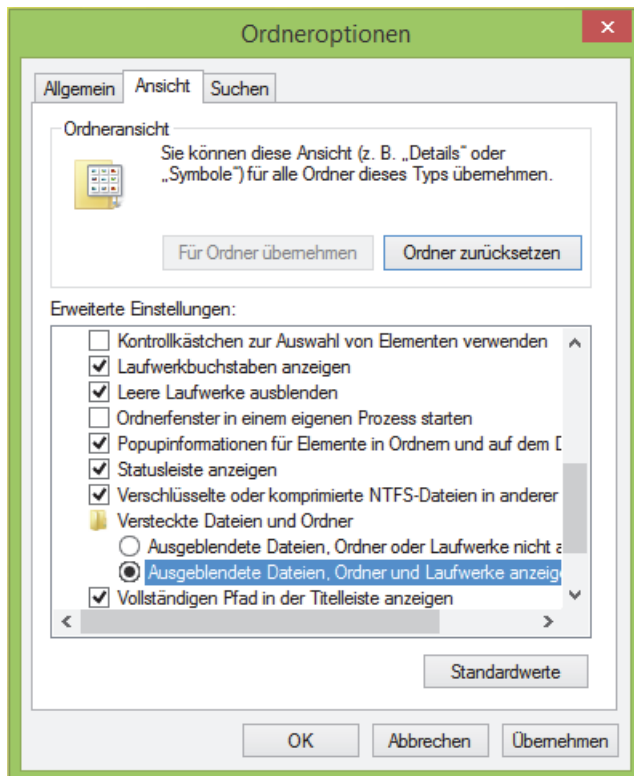 Ordneroptionen
Allgemein Ansicht Suchen
Ordneransicht
Sie können diese Ansicht (z. B. „Details" oder
„Symbole") für alle Ordner dieses Typs übernehmen.
Für Ordner übernehmen Ordner zurücksetzen
Erweiterte Einstellungen:
Kontrollkästchen zur Auswahl von Elementen verwenden
Laufwerkbuchstaben anzeigen
Leere Laufwerke ausblenden
Ordnerfenster in einem eigenen Prozess starten
Popupinformationen für Elemente in Ordnern und auf dem D
Statusleiste anzeigen
Verschlüsselte oder komprimierte NTFS-Dateien in anderer
Versteckte Dateien und Ordner
Ausgeblendete Dateien, Ordner oder Laufwerke nicht a
Ausgeblendete Dateien, Ordner und Laufwerke anzeig
Vollständigen Pfad in der Titelleiste anzeigen
Standardwerte
OK Abbrechen Übernehmen